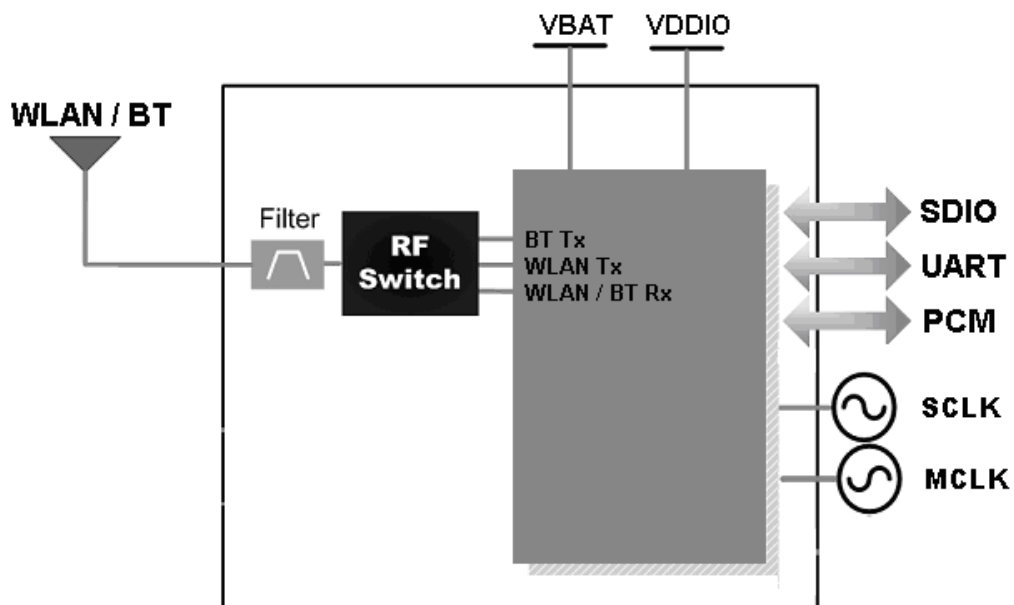 VBAT
VDDIO
WLAN / BT
Filter
RF
Switch
BT Tx
WLAN Tx
WLAN / BT Rx
SDIO
UART
PCM
SCLK
MCLK